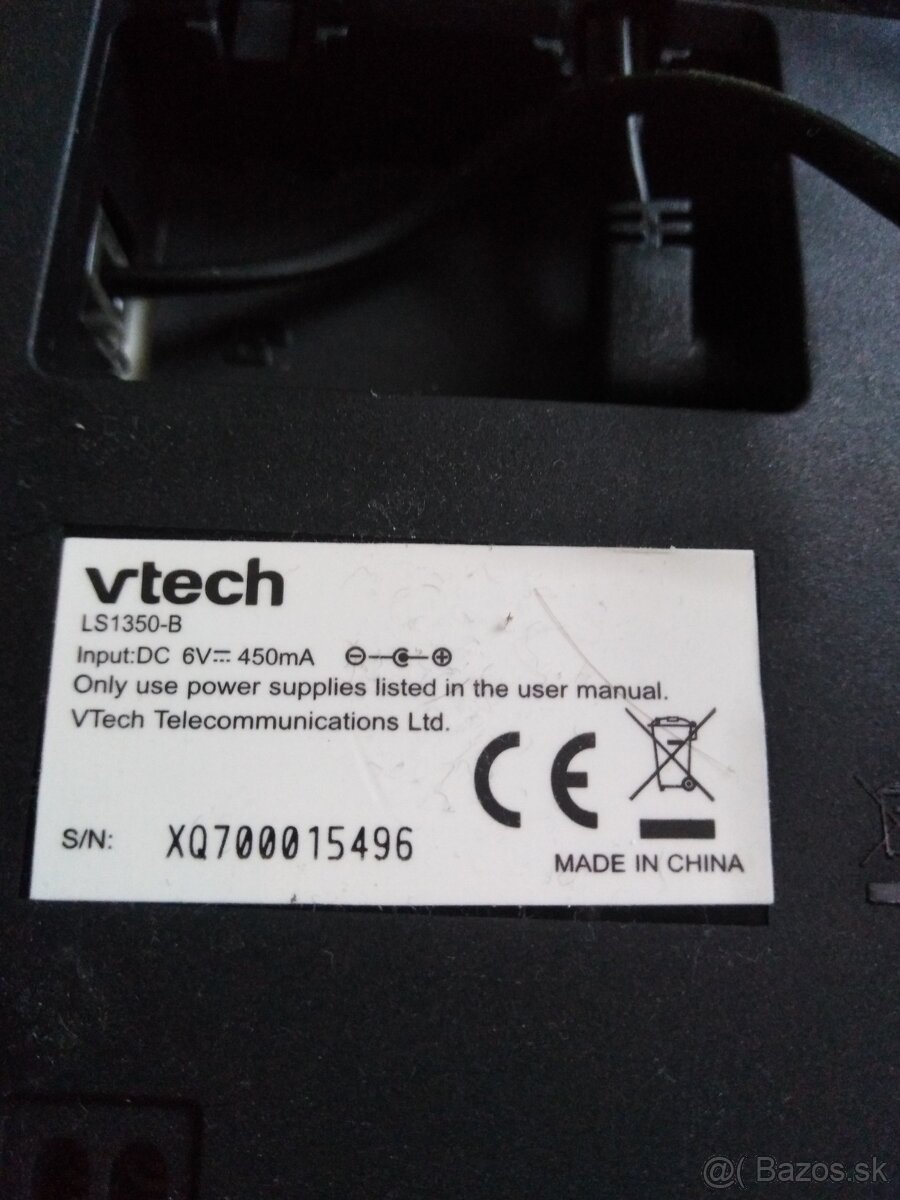 vtech
LS1350-B
Input:DC 6V⎓ 450mA
Only use power supplies listed in the user manual.
VTech Telecommunications Ltd.
CE
S/N: XQ700015496
MADE IN CHINA
@( Bazos.sk